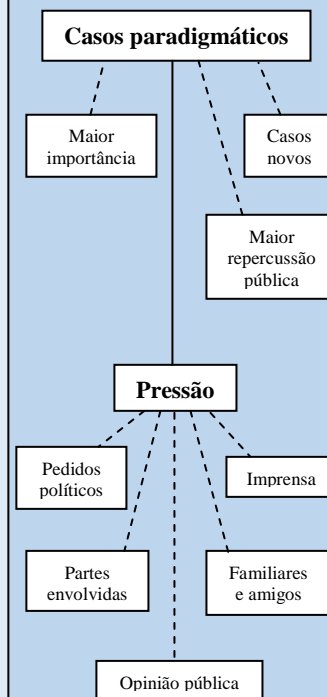 Casos paradigmáticos
Maior
importância
Casos
novos
Maior
repercussão
pública
Pressão
Pedidos
políticos
Imprensa
Partes
envolvidas
Familiares
e amigos
Opinião pública